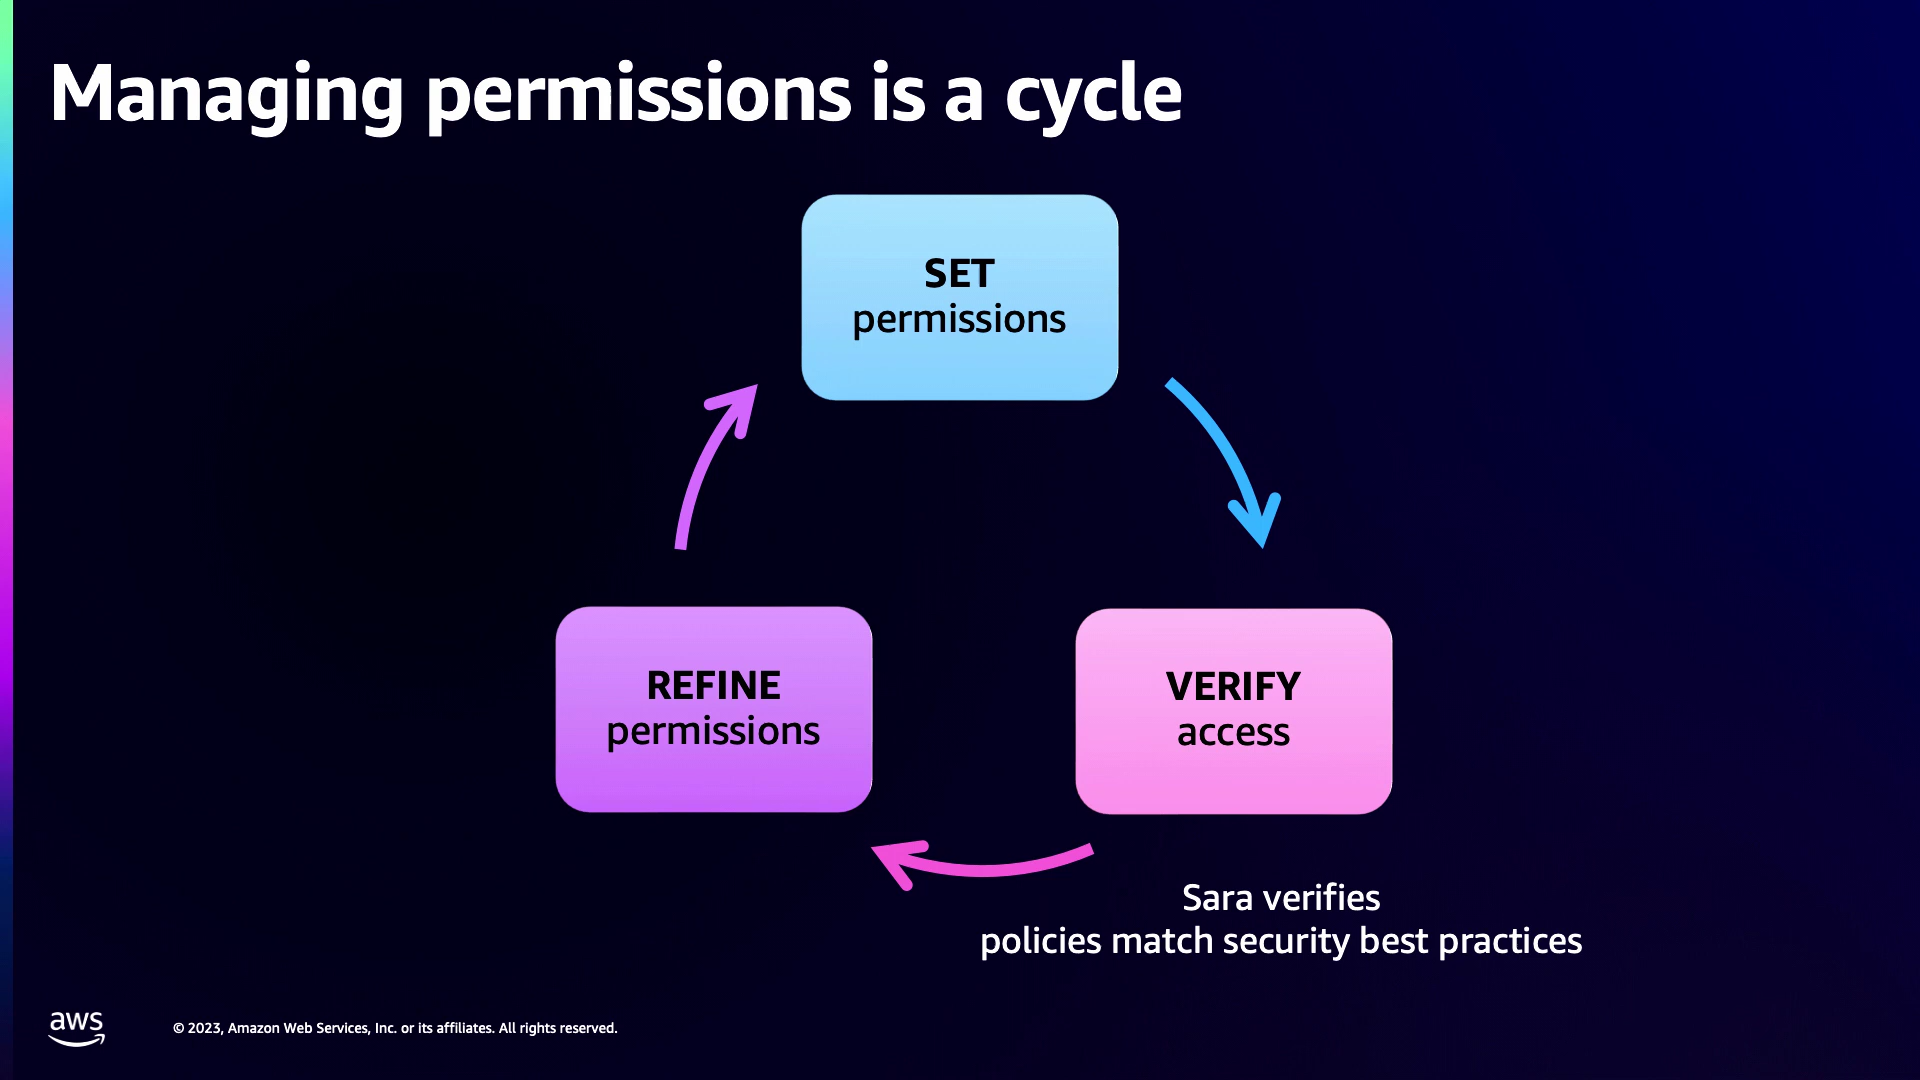 Managing permissions is a cycle
SET
permissions
REFINE
permissions
VERIFY
access
Sara verifies
policies match security best practices
aws
© 2023, Amazon Web Services, Inc. or its affiliates. All rights reserved.